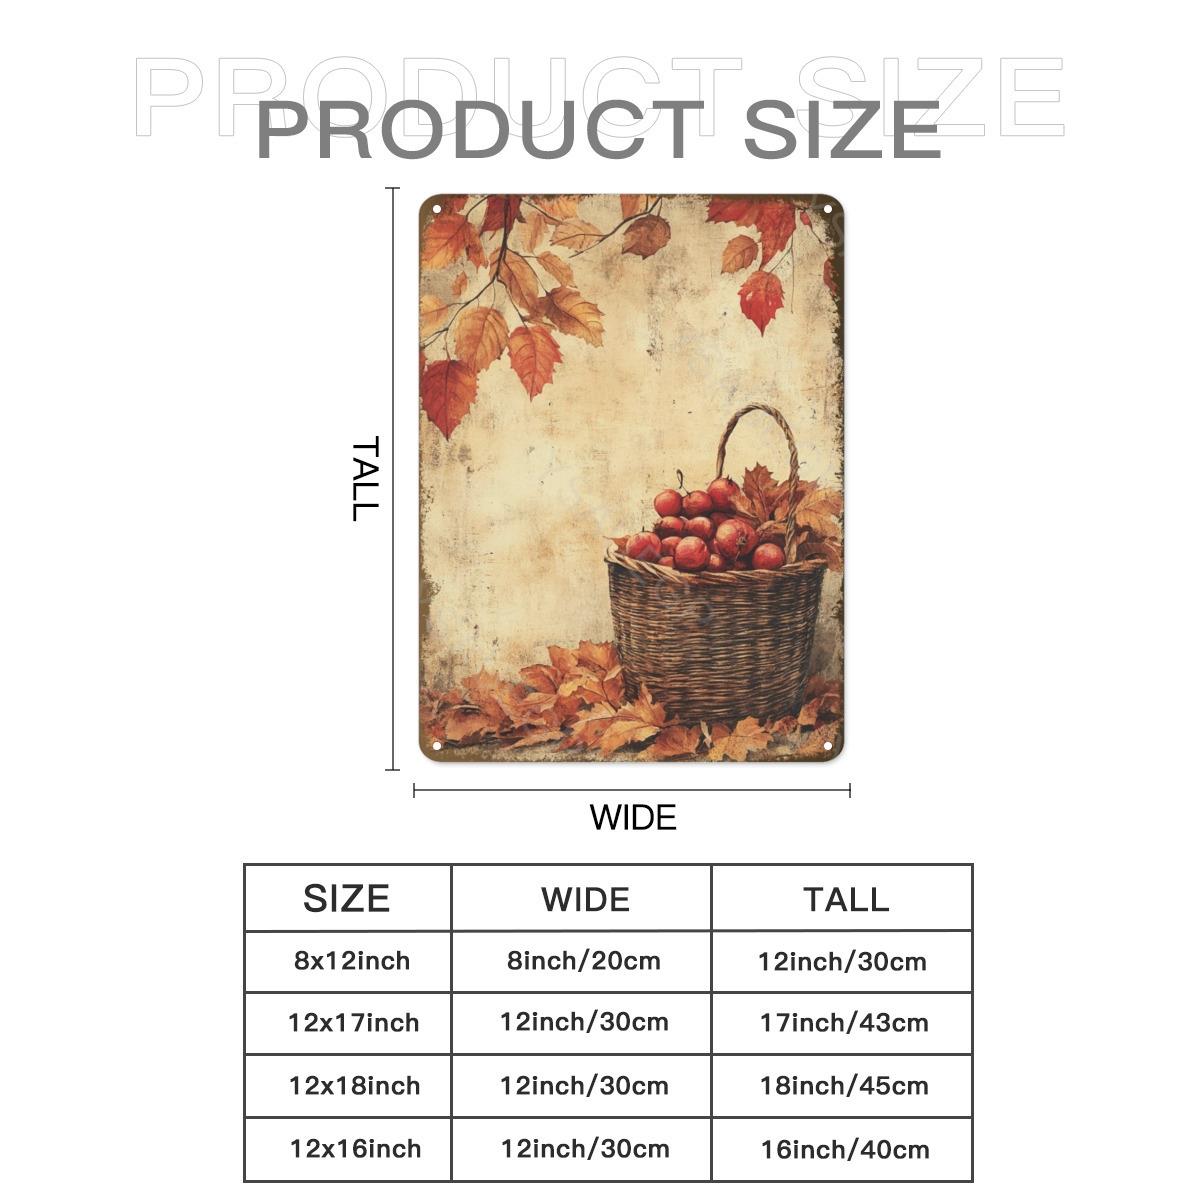 PRODUCT SIZE
PRODUCT SIZE
TALL
WIDE
SIZE WIDE TALL
8x12inch 8inch/20cm 12inch/30cm
12x17inch 12inch/30cm 17inch/43cm
12x18inch 12inch/30cm 18inch/45cm
12x16inch 12inch/30cm 16inch/40cm